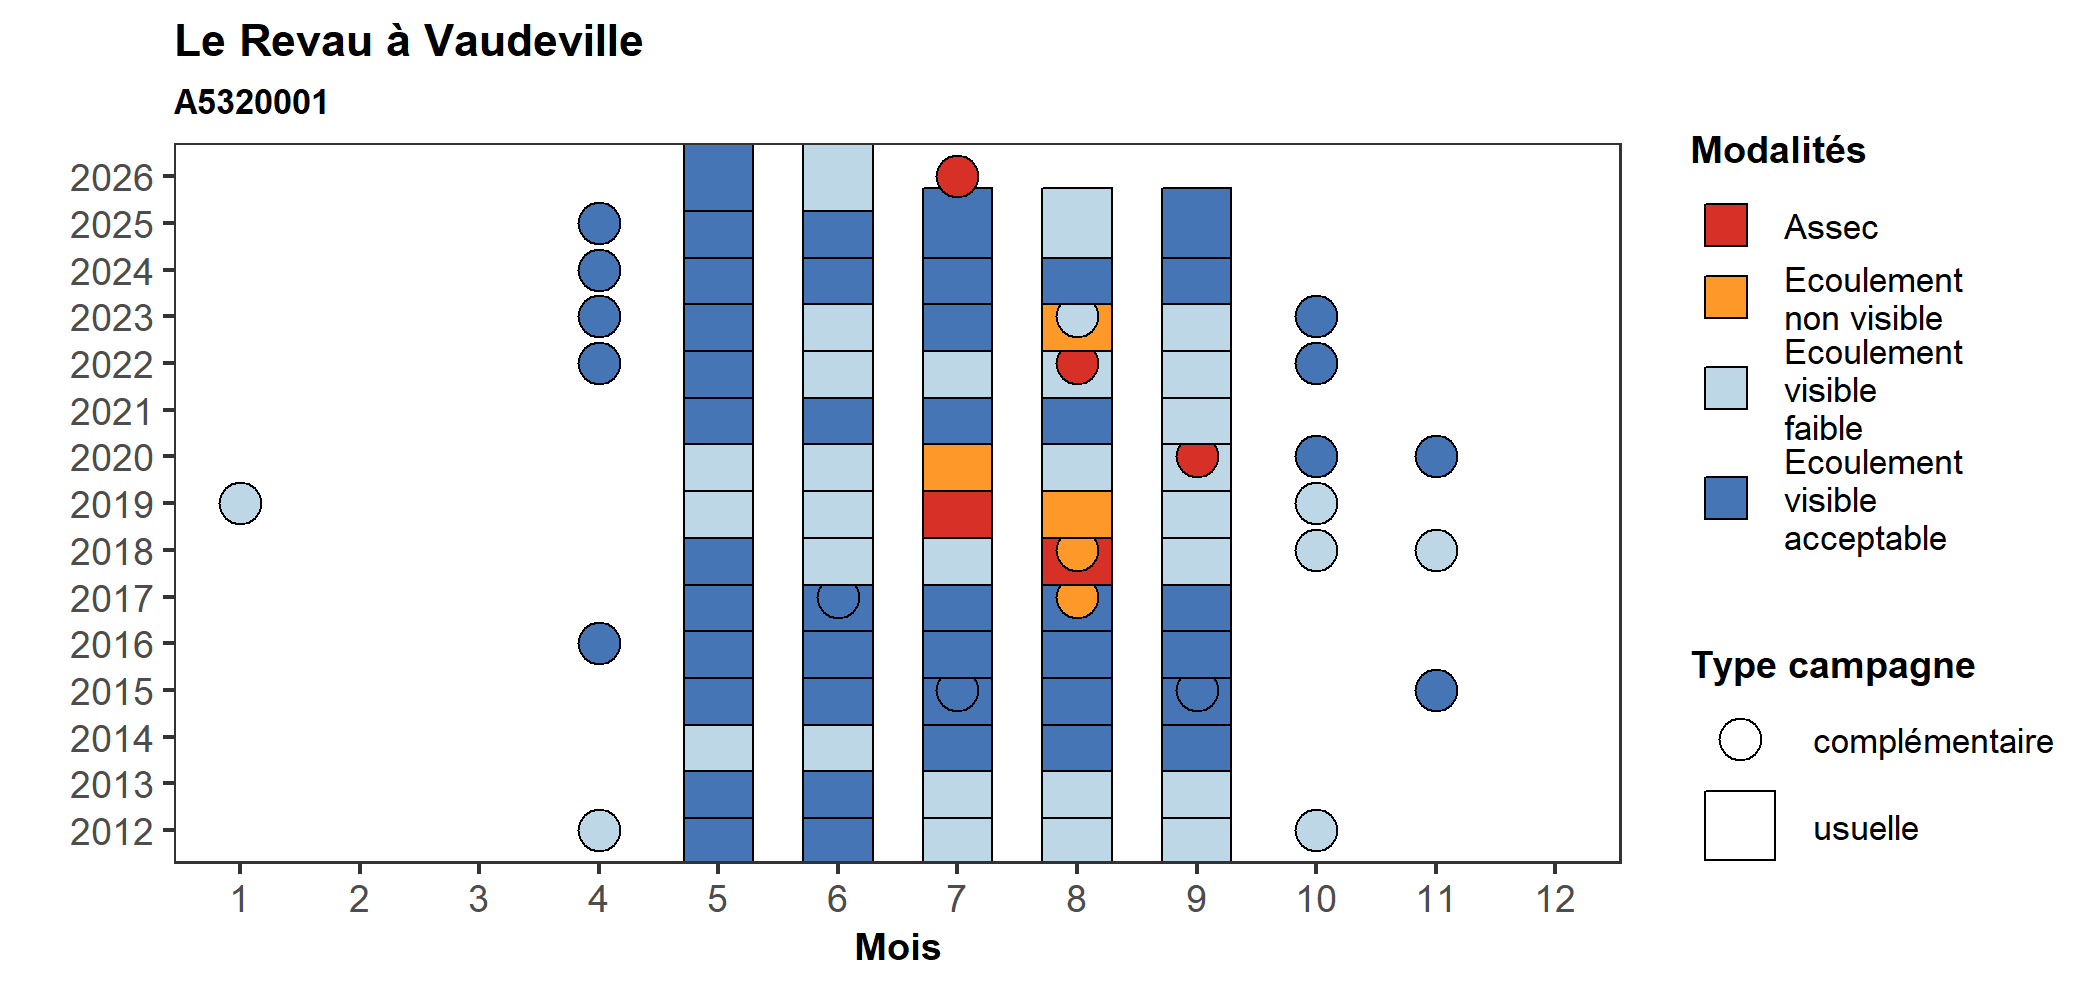 Le Revau à Vaudeville
A5320001
2026
2025
2024
2023
2022
2021
2020
2019
2018
2017
2016
2015
2014
2013
2012
1 2 3 4 5 6 7 8 9 10 11 12
Mois
Modalités
Assec
Ecoulement
non visible
Ecoulement
visible
faible
Ecoulement
visible
acceptable
Type campagne
complémentaire
usuelle